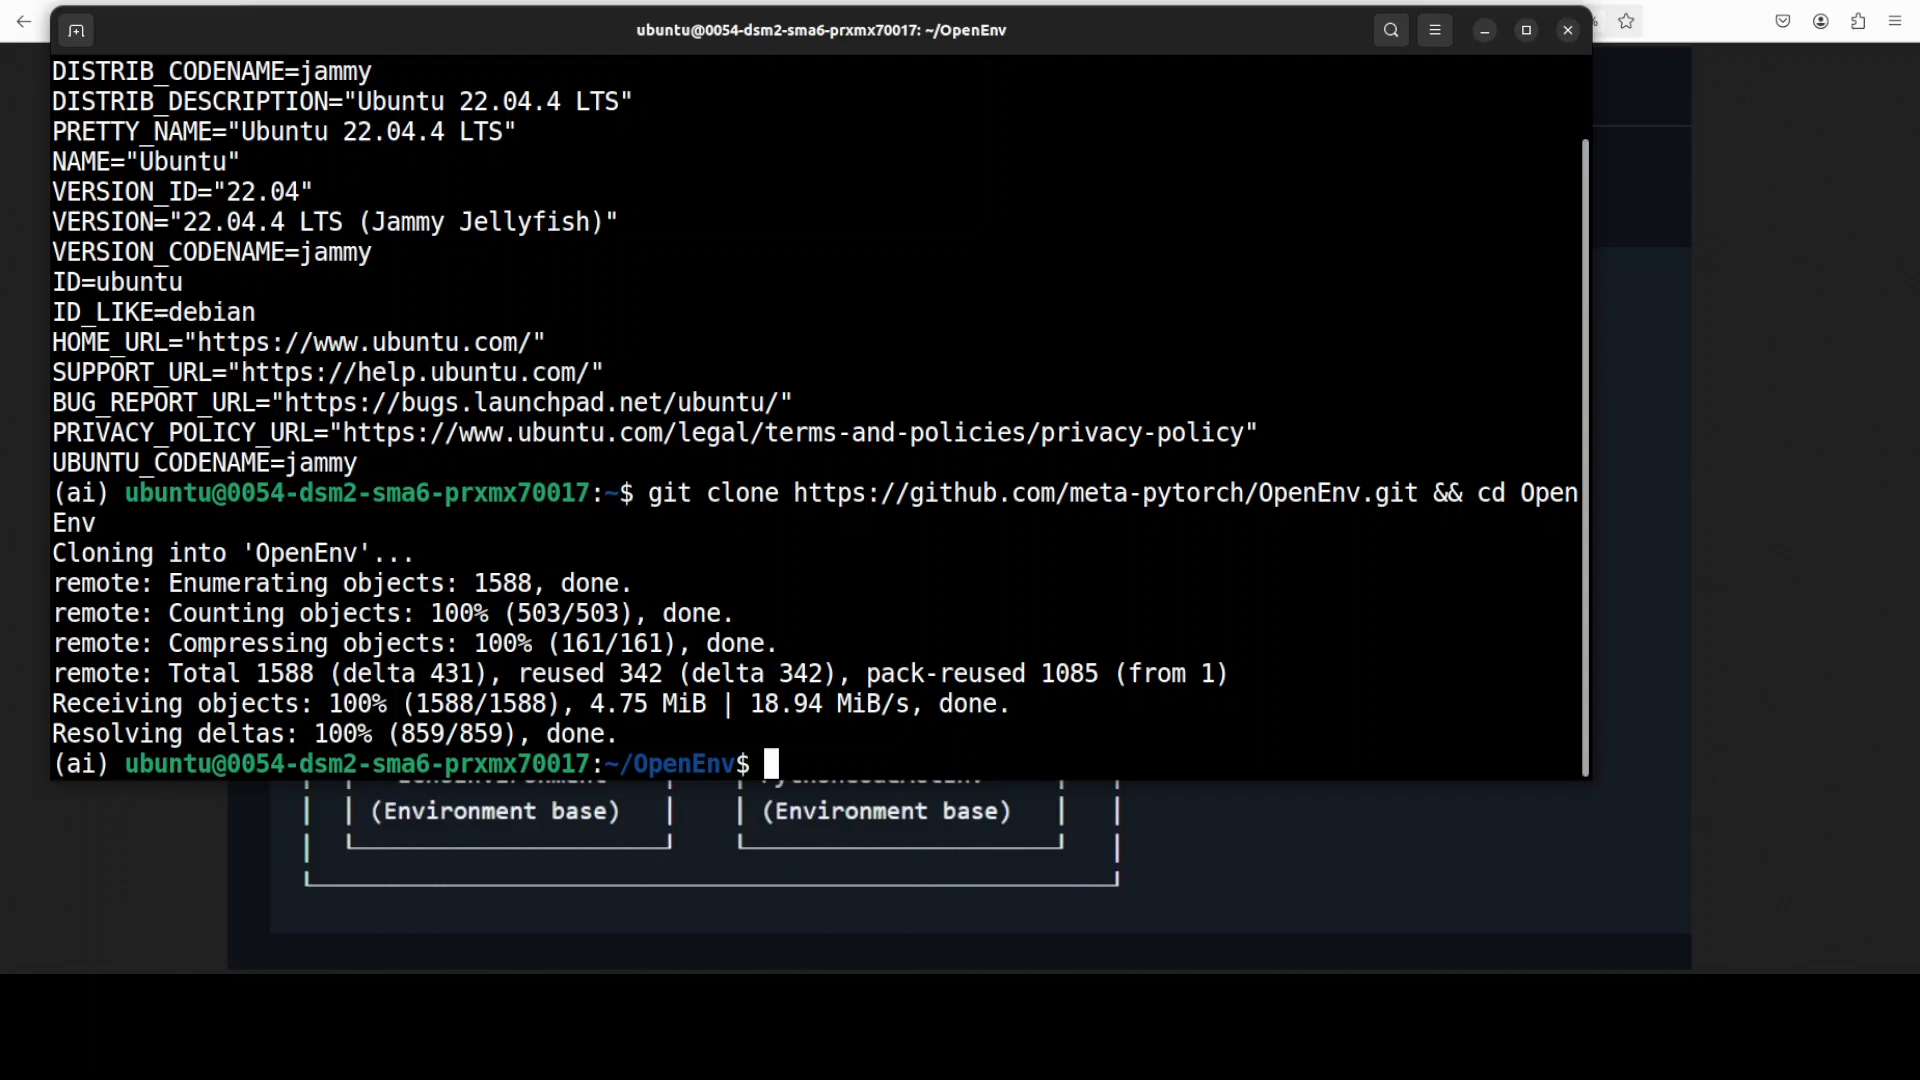 ubuntu@0054-dsm2-sma6-prxmx70017: ~/OpenEnv
DISTRIB_CODENAME=jammy
DISTRIB_DESCRIPTION="Ubuntu 22.04.4 LTS"
PRETTY_NAME="Ubuntu 22.04.4 LTS"
NAME="Ubuntu"
VERSION_ID="22.04"
VERSION="22.04.4 LTS (Jammy Jellyfish)"
VERSION_CODENAME=jammy
ID=ubuntu
ID_LIKE=debian
HOME_URL="https://www.ubuntu.com/"
SUPPORT_URL="https://help.ubuntu.com/"
BUG_REPORT_URL="https://bugs.launchpad.net/ubuntu/"
PRIVACY_POLICY_URL="https://www.ubuntu.com/legal/terms-and-policies/privacy-policy"
UBUNTU_CODENAME=jammy
(ai) ubuntu@0054-dsm2-sma6-prxmx70017:~$ git clone https://github.com/meta-pytorch/OpenEnv.git && cd Open
Env
Cloning into 'OpenEnv'...
remote: Enumerating objects: 1588, done.
remote: Counting objects: 100% (503/503), done.
remote: Compressing objects: 100% (161/161), done.
remote: Total 1588 (delta 431), reused 342 (delta 342), pack-reused 1085 (from 1)
Receiving objects: 100% (1588/1588), 4.75 MiB | 18.94 MiB/s, done.
Resolving deltas: 100% (859/859), done.
(ai) ubuntu@0054-dsm2-sma6-prxmx70017:~/OpenEnv$
(Environment base) (Environment base)